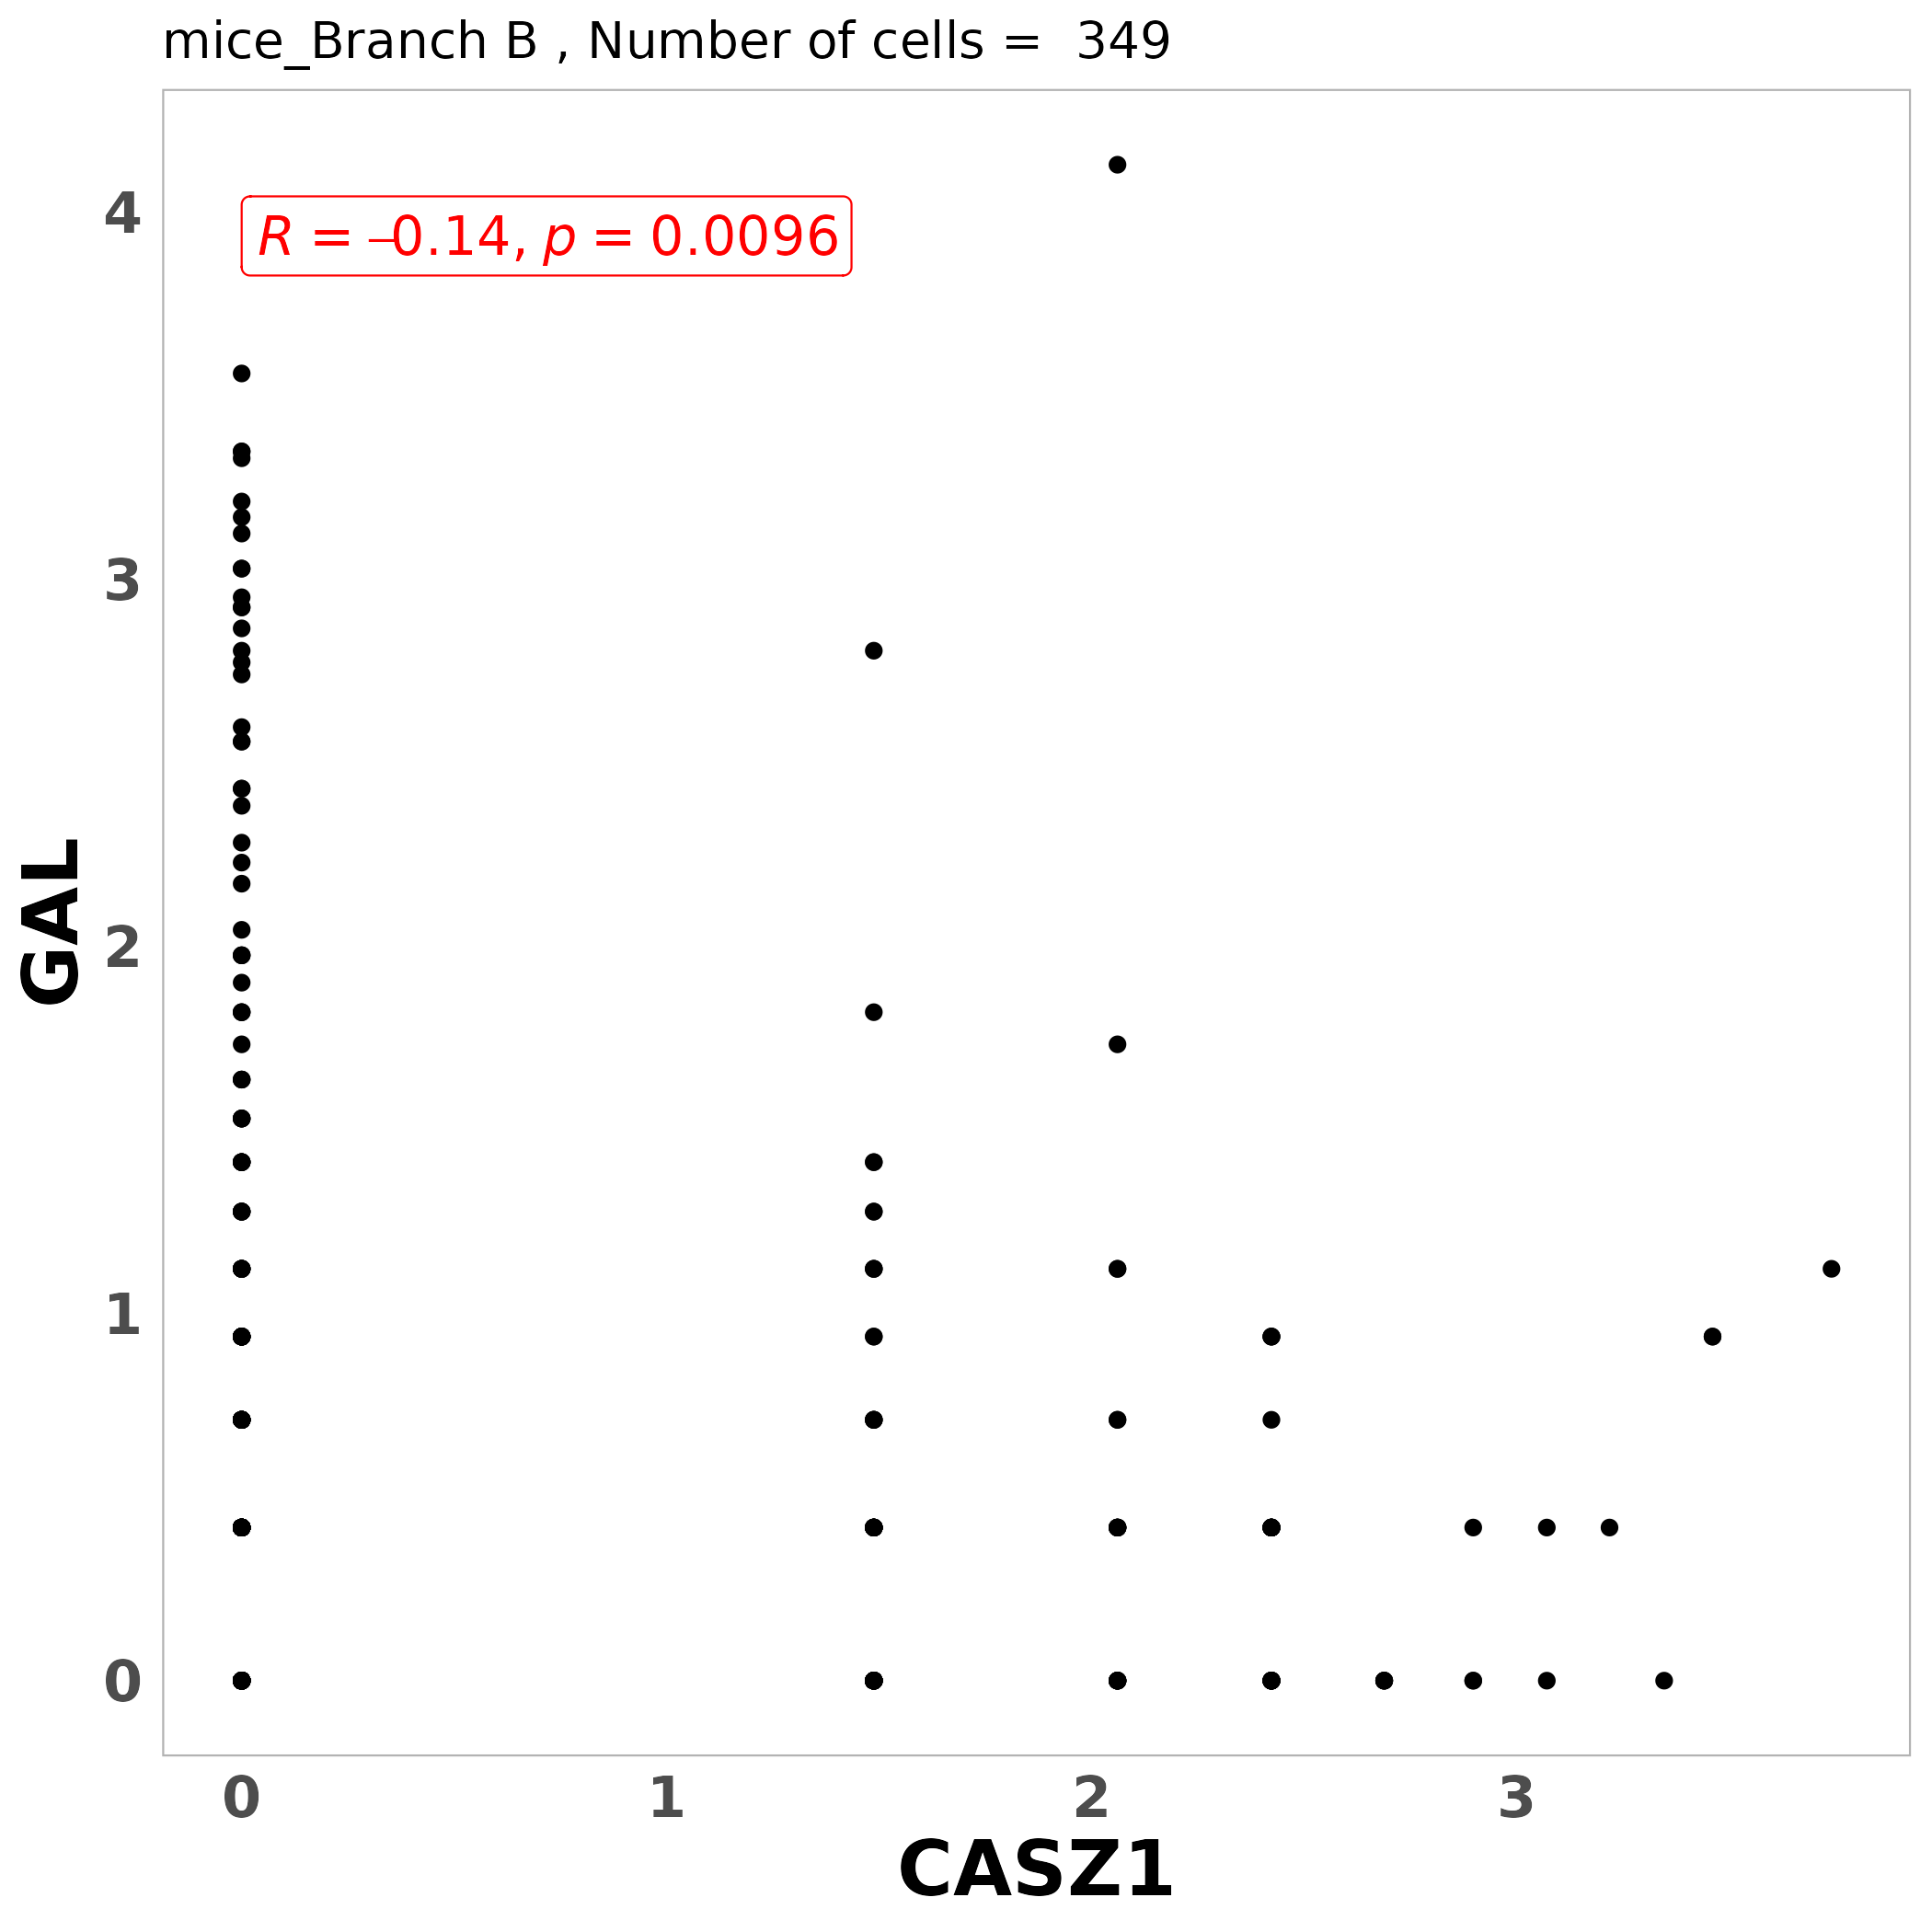 mice_Branch B , Number of cells =  349
R = –0.14, p = 0.0096
4
3
2
1
0
GAL
0 1 2 3
CASZ1